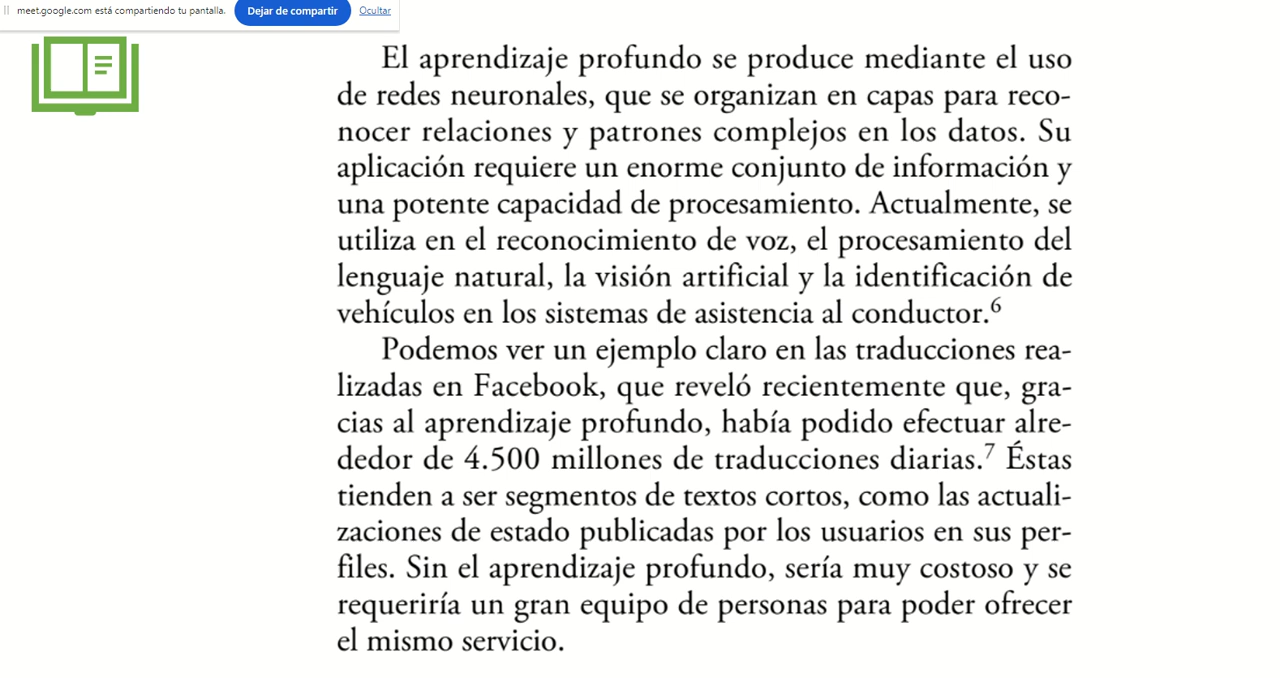 meet.google.com está compartiendo tu pantalla. Dejar de compartir Ocultar
El aprendizaje profundo se produce mediante el uso
de redes neuronales, que se organizan en capas para reco-
nocer relaciones y patrones complejos en los datos. Su
aplicación requiere un enorme conjunto de información y
una potente capacidad de procesamiento. Actualmente, se
utiliza en el reconocimiento de voz, el procesamiento del
lenguaje natural, la visión artificial y la identificación de
vehículos en los sistemas de asistencia al conductor.⁶
Podemos ver un ejemplo claro en las traducciones rea-
lizadas en Facebook, que reveló recientemente que, gra-
cias al aprendizaje profundo, había podido efectuar alre-
dedor de 4.500 millones de traducciones diarias.⁷ Éstas
tienden a ser segmentos de textos cortos, como las actuali-
zaciones de estado publicadas por los usuarios en sus per-
files. Sin el aprendizaje profundo, sería muy costoso y se
requeriría un gran equipo de personas para poder ofrecer
el mismo servicio.